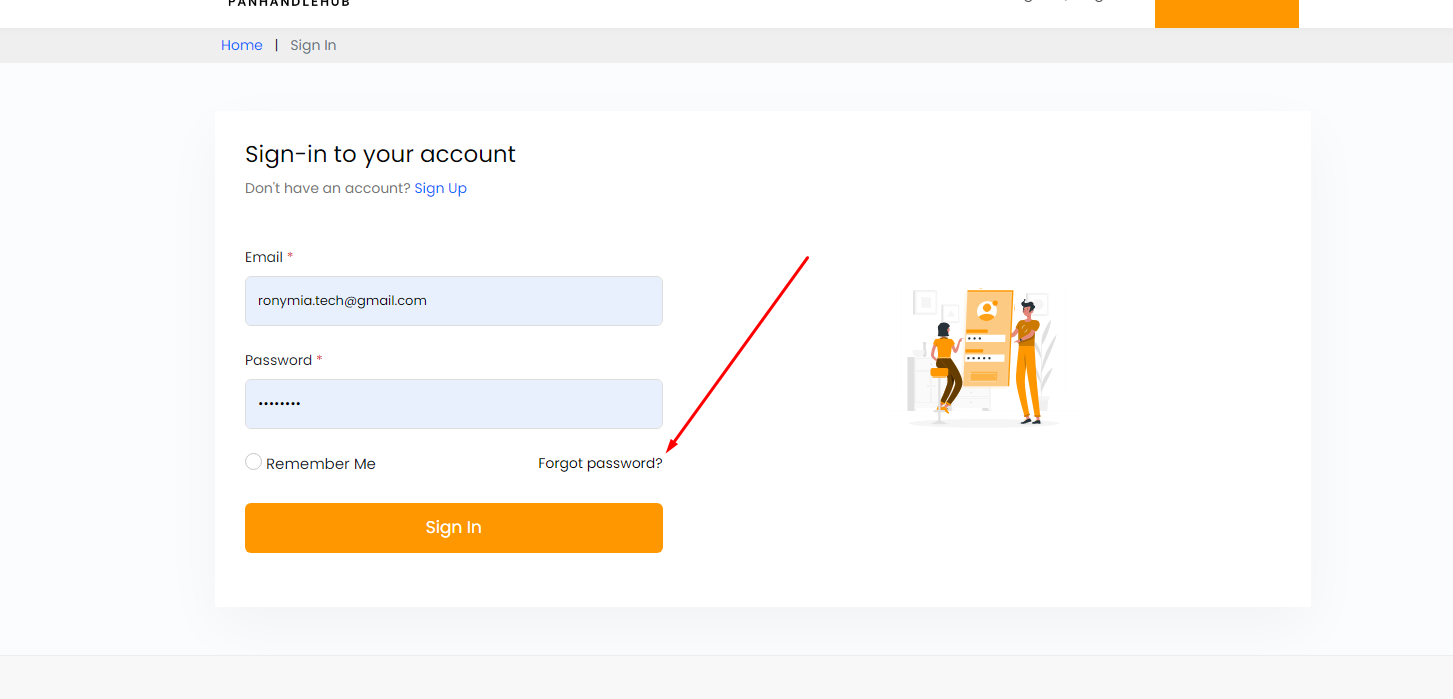 PANHANDLEHUB
Home | Sign In
Sign-in to your account
Don't have an account? Sign Up
Email *
ronymia.tech@gmail.com
Password *
••••••••
Remember Me
Forgot password?
Sign In